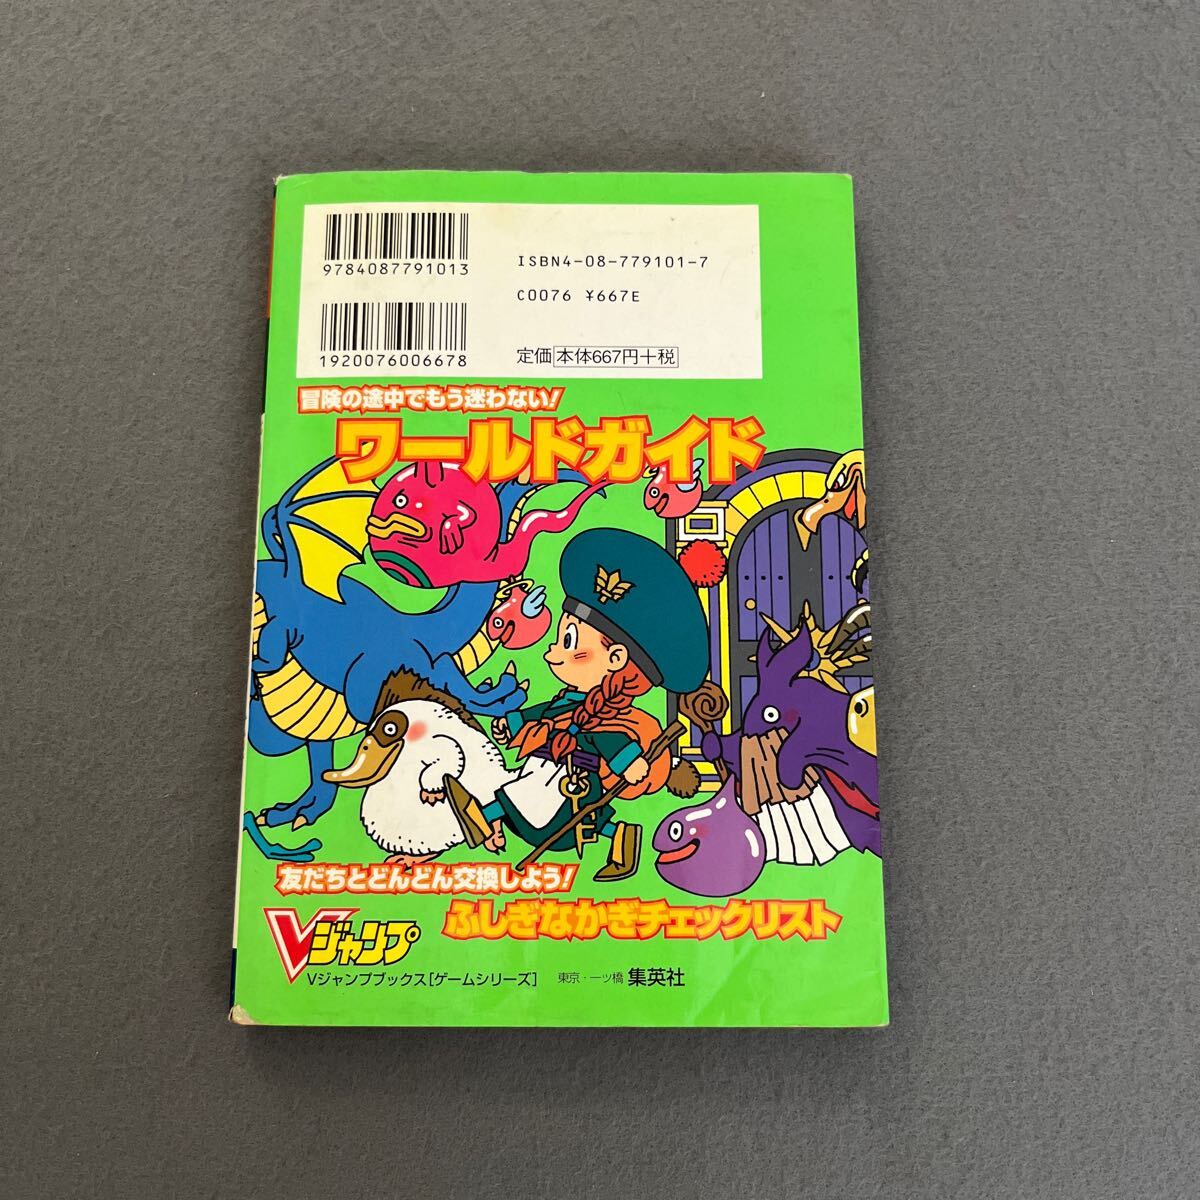 9784087791013
ISBN4-08-779101-7
C0076 ¥667E
1920076006678
定価 本体667円+税
冒険の途中でもう迷わない!
ワールドガイド
友だちとどんどん交換しよう!
ふしぎなかぎチェックリスト
Vジャンプ
Vジャンプブックス[ゲームシリーズ] 東京・一ツ橋 集英社